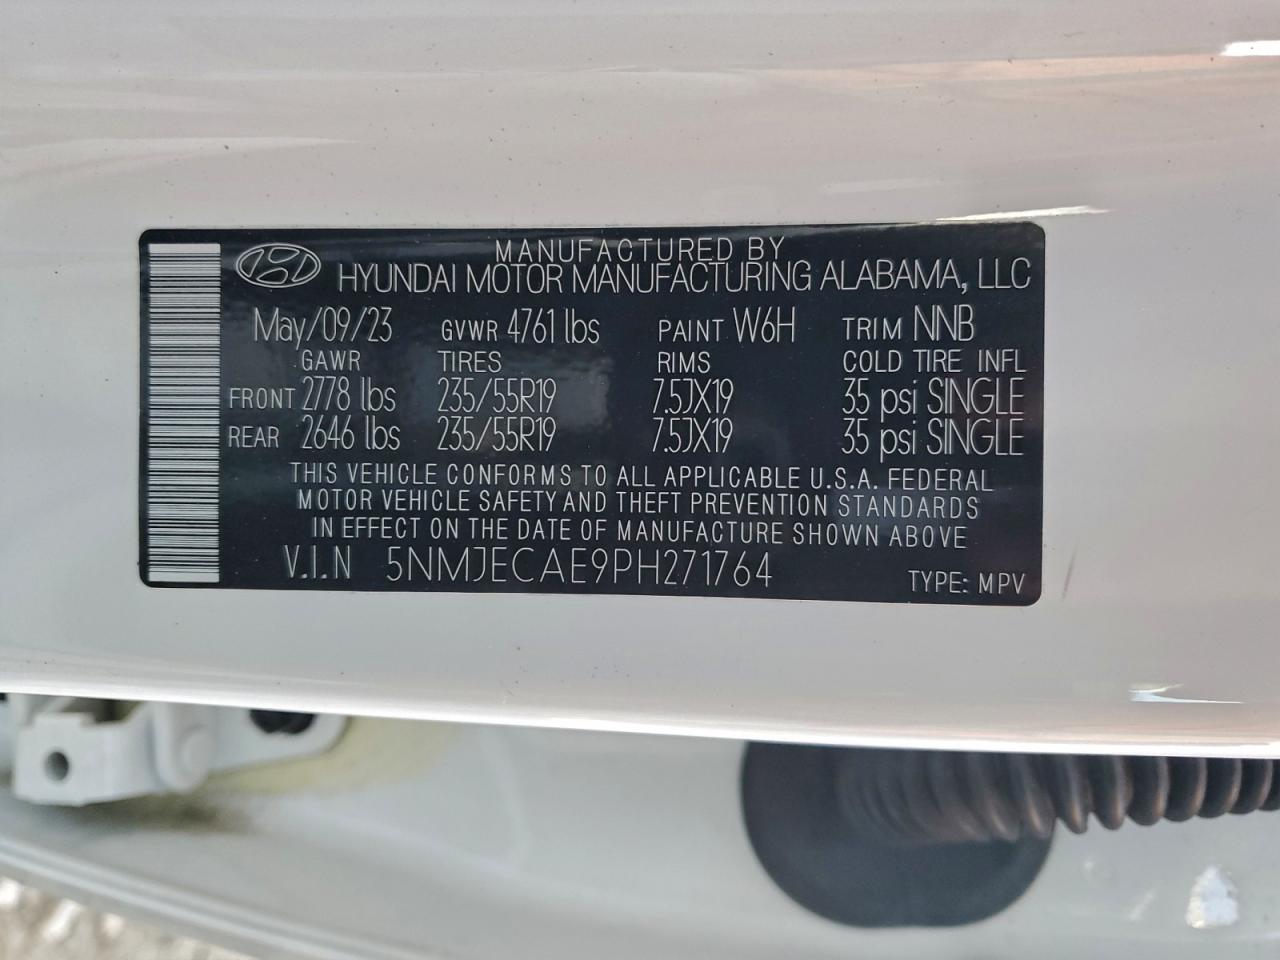 MANUFACTURED BY
HYUNDAI MOTOR MANUFACTURING ALABAMA, LLC
May/09/23 GVWR 4761 lbs PAINT W6H TRIM NNB
GAWR TIRES RIMS COLD TIRE INFL
FRONT 2778 lbs 235/55R19 7.5JX19 35 psi SINGLE
REAR 2646 lbs 235/55R19 7.5JX19 35 psi SINGLE
THIS VEHICLE CONFORMS TO ALL APPLICABLE U.S.A. FEDERAL
MOTOR VEHICLE SAFETY AND THEFT PREVENTION STANDARDS
IN EFFECT ON THE DATE OF MANUFACTURE SHOWN ABOVE
V.I.N 5NMJECAE9PH271764 TYPE: MPV